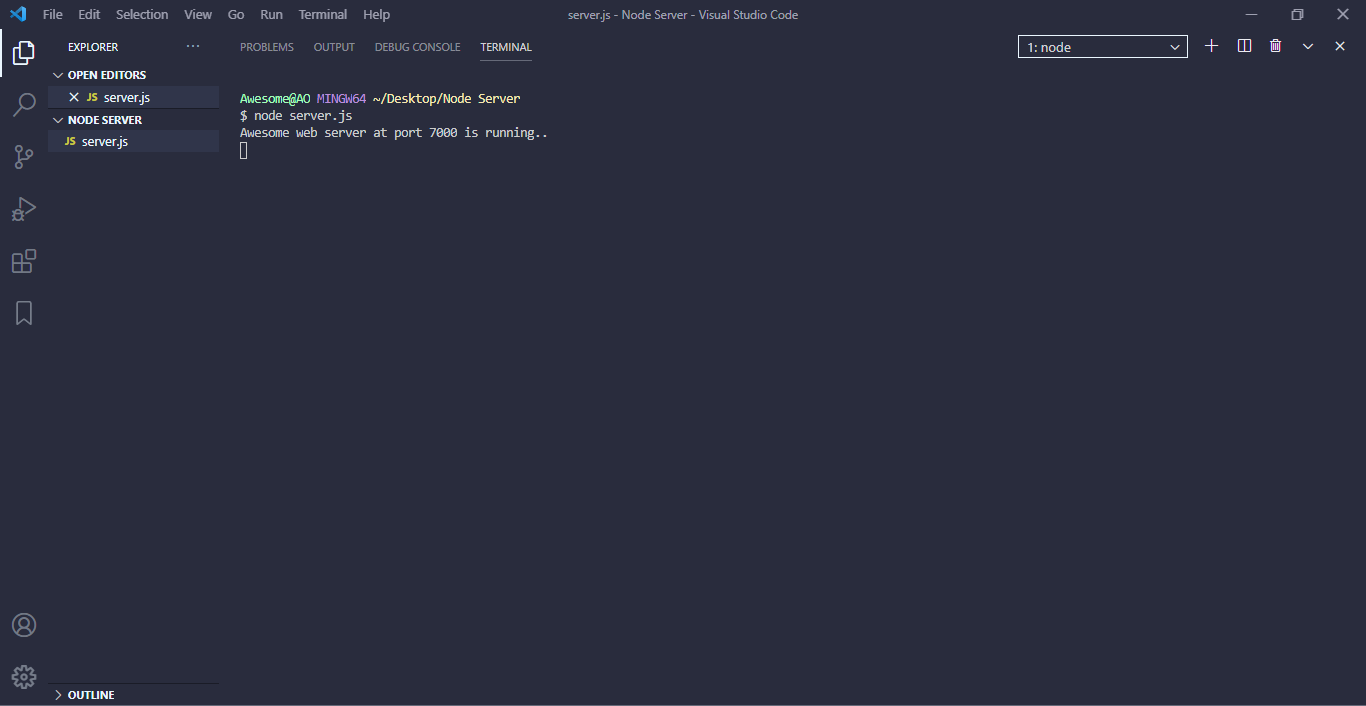 File Edit Selection View Go Run Terminal Help server.js - Node Server - Visual Studio Code
EXPLORER ··· PROBLEMS OUTPUT DEBUG CONSOLE TERMINAL 1: node
OPEN EDITORS
JS server.js
NODE SERVER
JS server.js
Awesome@AO MINGW64 ~/Desktop/Node Server
$ node server.js
Awesome web server at port 7000 is running..
OUTLINE